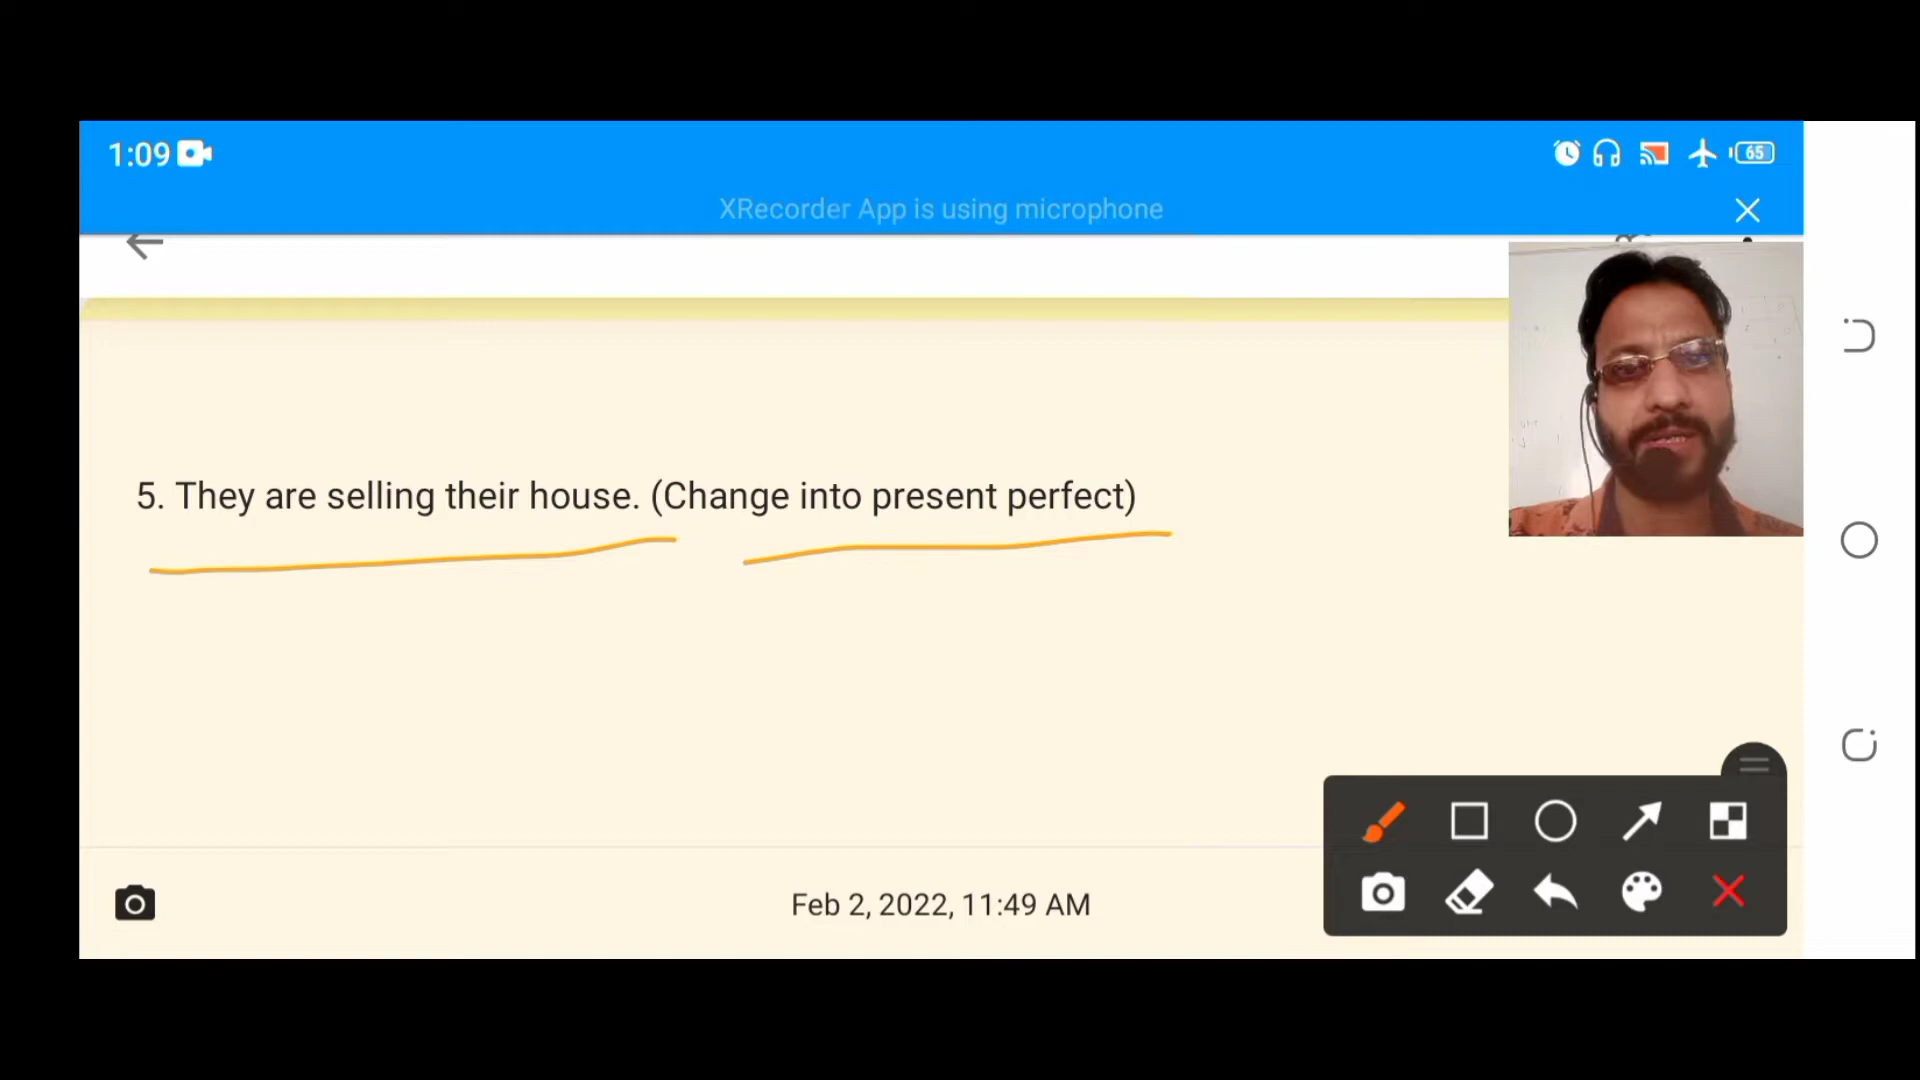 1:09
65
XRecorder App is using microphone
5. They are selling their house. (Change into present perfect)
Feb 2, 2022, 11:49 AM